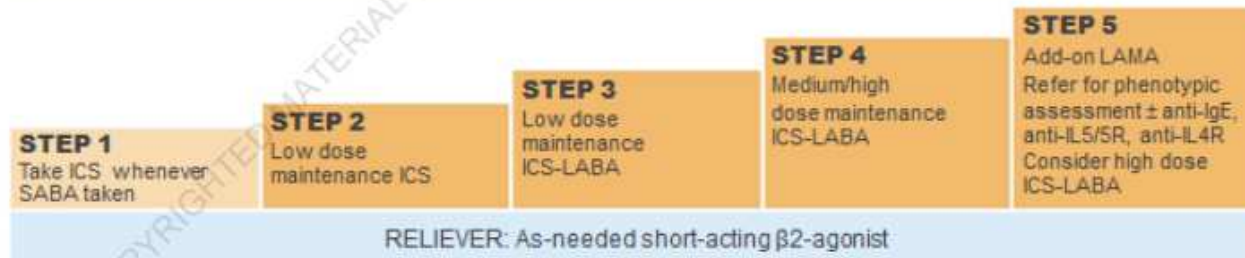 STEP 1
Take ICS whenever
SABA taken
STEP 2
Low dose
maintenance ICS
STEP 3
Low dose
maintenance
ICS-LABA
STEP 4
Medium/high
dose maintenance
ICS-LABA
STEP 5
Add-on LAMA
Refer for phenotypic
assessment ± anti-IgE,
anti-IL5/5R, anti-IL4R
Consider high dose
ICS-LABA
RELIEVER: As-needed short-acting β2-agonist
MATERIAL